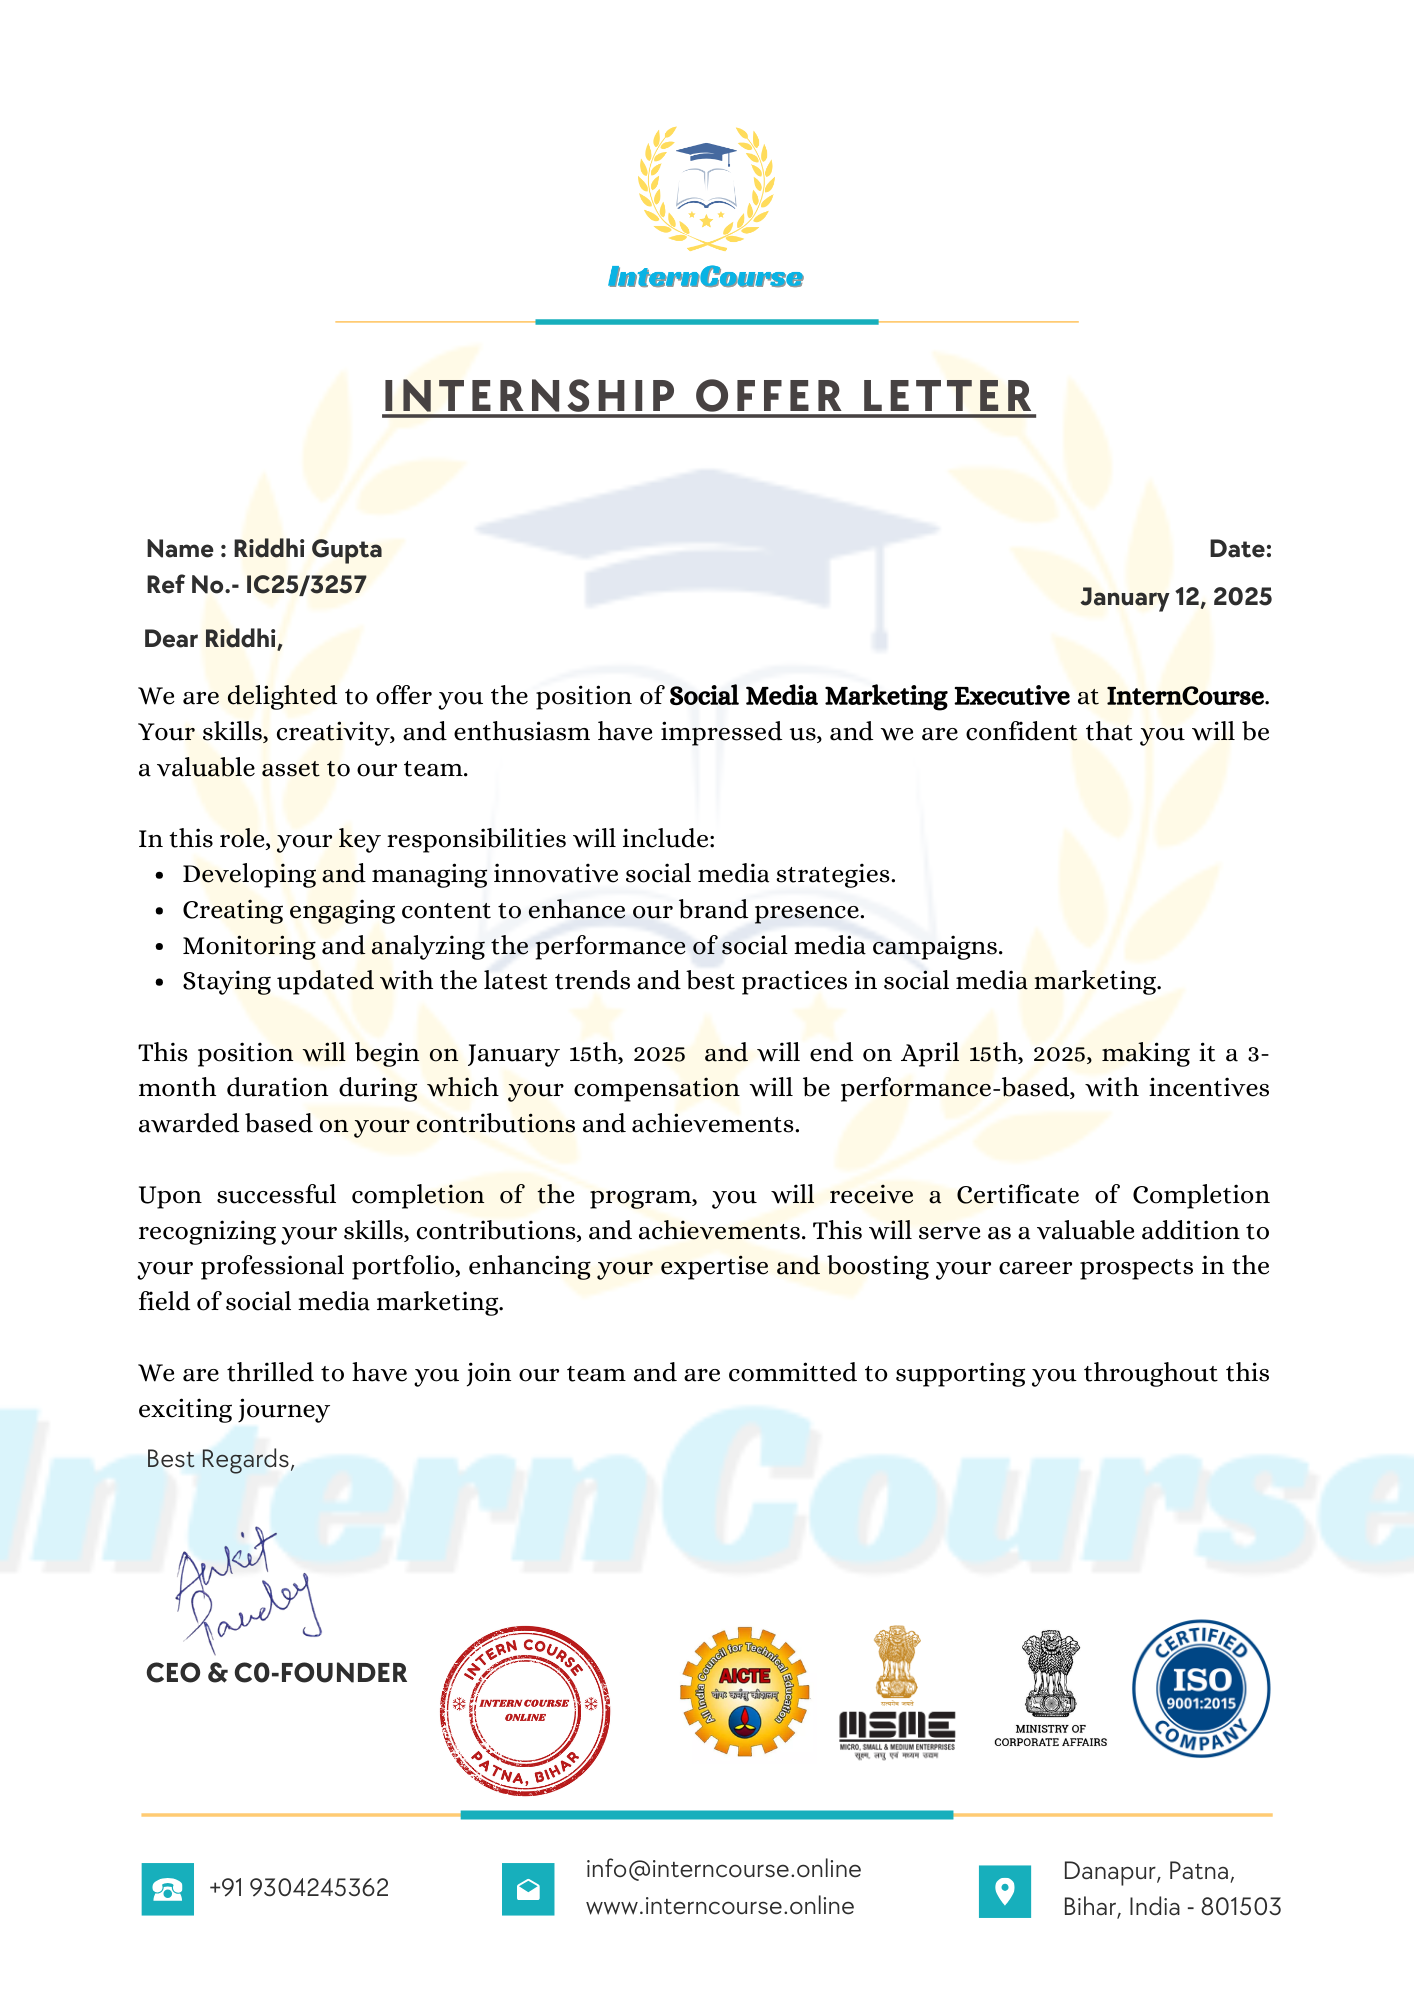 InternCourse
INTERNSHIP OFFER LETTER
Name : Riddhi Gupta
Ref No.- IC25/3257
Date:
January 12, 2025
Dear Riddhi,
We are delighted to offer you the position of Social Media Marketing Executive at InternCourse.
Your skills, creativity, and enthusiasm have impressed us, and we are confident that you will be
a valuable asset to our team.
In this role, your key responsibilities will include:
• Developing and managing innovative social media strategies.
• Creating engaging content to enhance our brand presence.
• Monitoring and analyzing the performance of social media campaigns.
• Staying updated with the latest trends and best practices in social media marketing.
This position will begin on January 15th, 2025 and will end on April 15th, 2025, making it a 3-
month duration during which your compensation will be performance-based, with incentives
awarded based on your contributions and achievements.
Upon successful completion of the program, you will receive a Certificate of Completion
recognizing your skills, contributions, and achievements. This will serve as a valuable addition to
your professional portfolio, enhancing your expertise and boosting your career prospects in the
field of social media marketing.
We are thrilled to have you join our team and are committed to supporting you throughout this
exciting journey
Best Regards,
InternCourse
Ankit
Pandey
CEO & C0-FOUNDER
INTERN COURSE
INTERN COURSE
ONLINE
PATNA, BIHAR
All India Council for Technical Education
AICTE
योगः कर्मसु कौशलम्
सत्यमेव जयते
MSME
MICRO, SMALL & MEDIUM ENTERPRISES
सूक्ष्म, लघु एवं मध्यम उद्यम
MINISTRY OF
CORPORATE AFFAIRS
CERTIFIED
ISO
9001:2015
COMPANY
+91 9304245362
info@interncourse.online
www.interncourse.online
Danapur, Patna,
Bihar, India - 801503